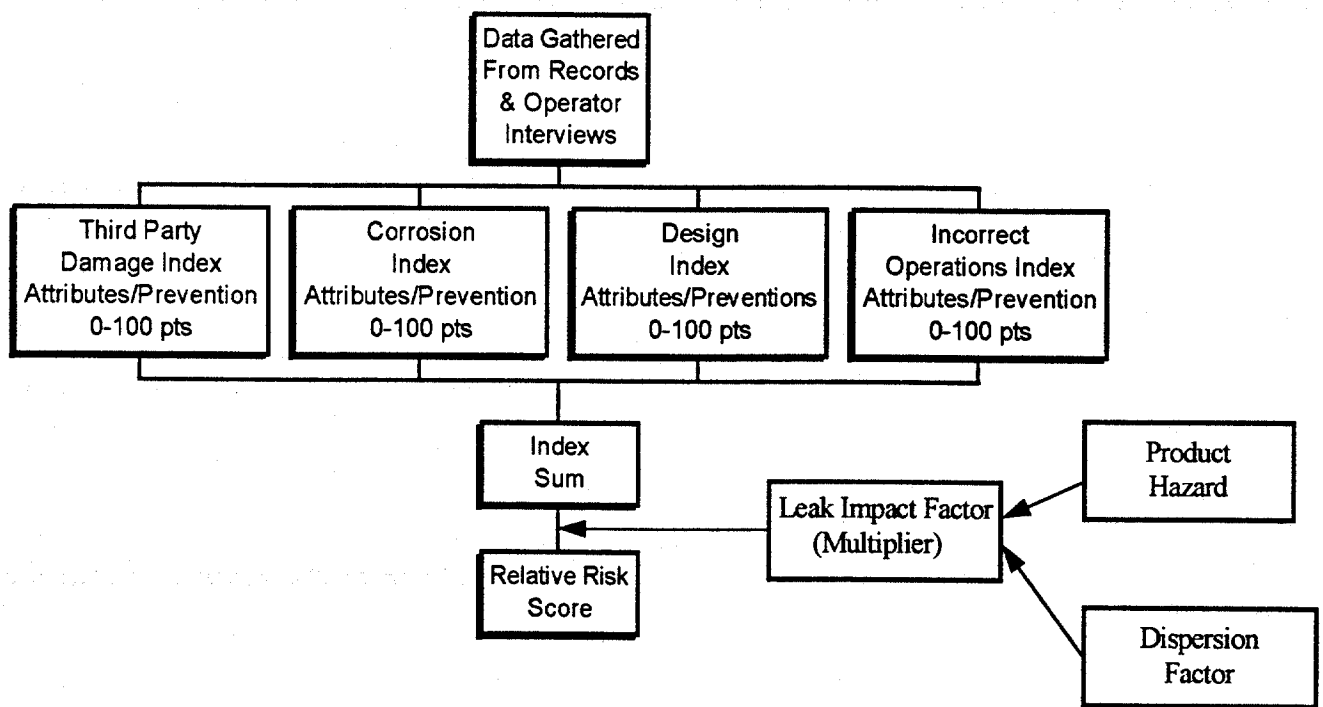 Data Gathered
From Records
& Operator
Interviews
Third Party
Damage Index
Attributes/Prevention
0-100 pts
Corrosion
Index
Attributes/Prevention
0-100 pts
Design
Index
Attributes/Preventions
0-100 pts
Incorrect
Operations Index
Attributes/Prevention
0-100 pts
Index
Sum
Leak Impact Factor
(Multiplier)
Product
Hazard
Relative Risk
Score
Dispersion
Factor